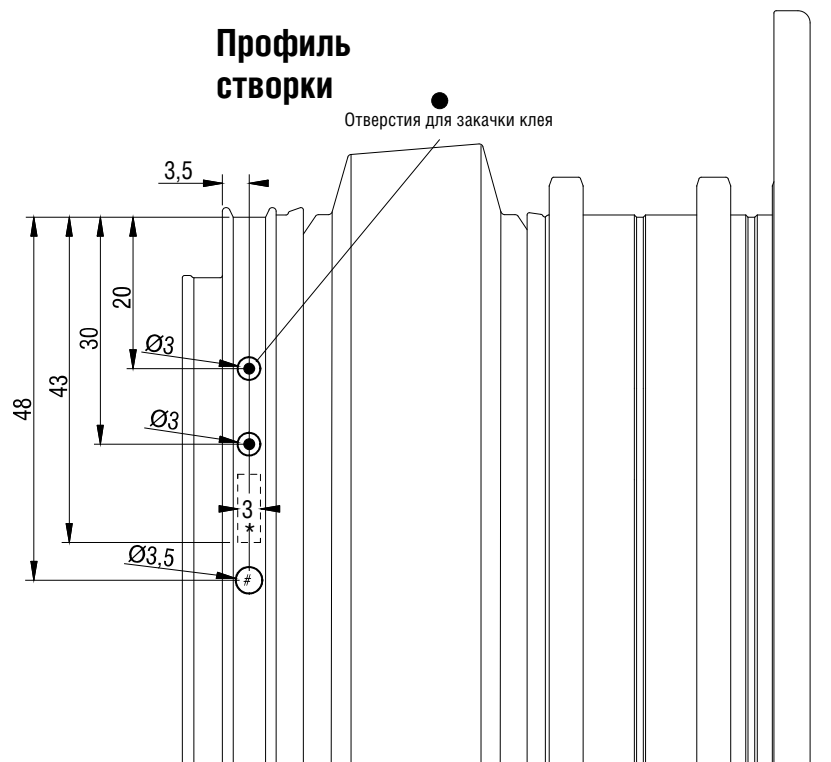 Профиль
створки
Отверстия для закачки клея
3,5
20
30
43
48
Ø3
Ø3
3
*
Ø3,5
#